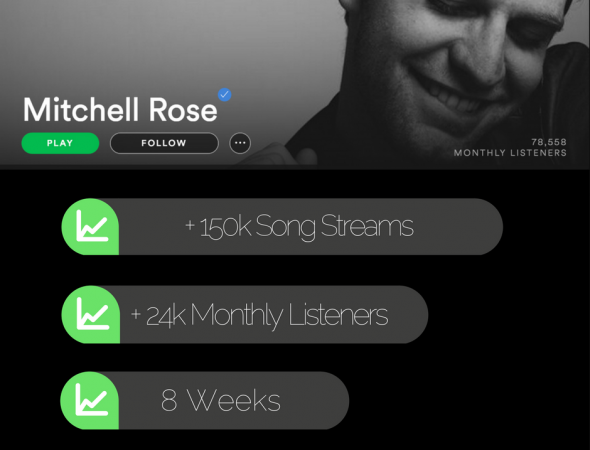 Mitchell Rose
PLAY
FOLLOW
78,558
MONTHLY LISTENERS
+ 150k Song Streams
+ 24k Monthly Listeners
8 Weeks